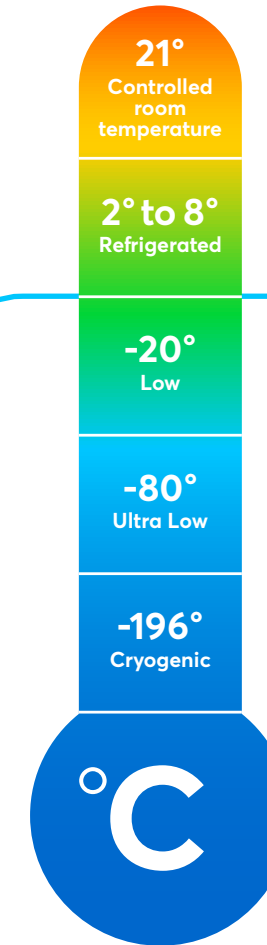 21°
Controlled
room
temperature
2° to 8°
Refrigerated
-20°
Low
-80°
Ultra Low
-196°
Cryogenic
°C